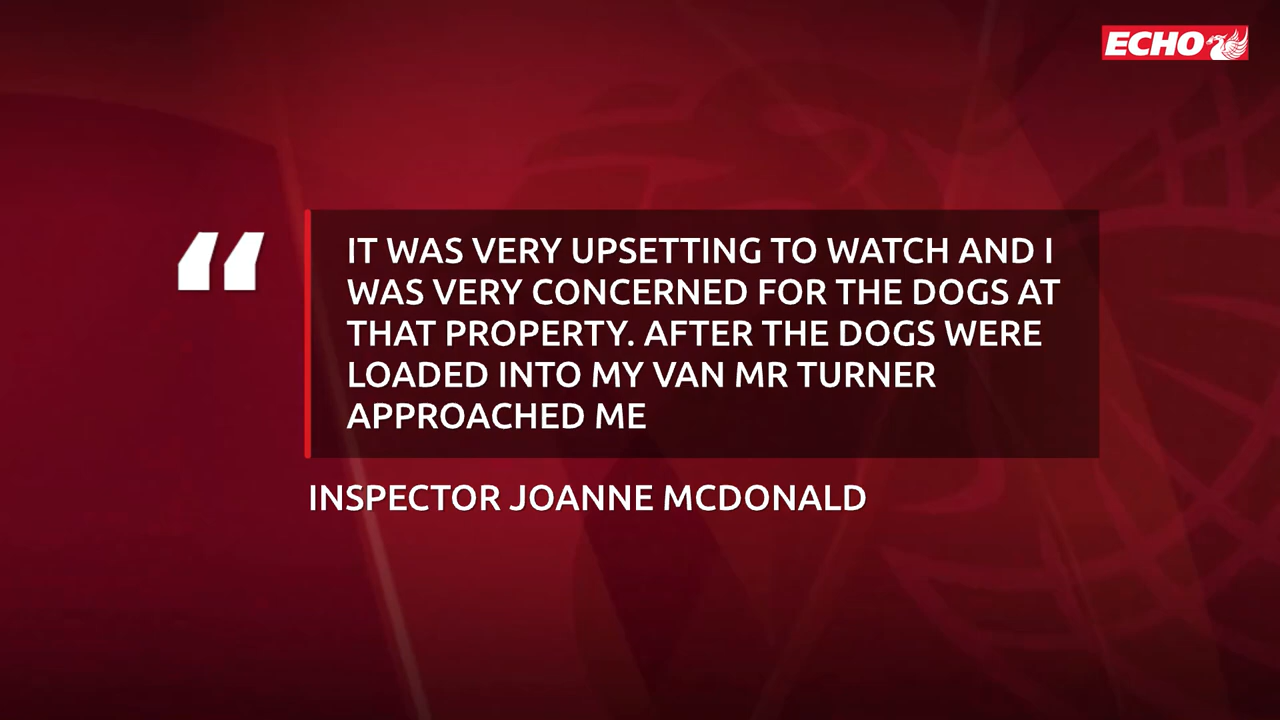 ECHO
“
IT WAS VERY UPSETTING TO WATCH AND I
WAS VERY CONCERNED FOR THE DOGS AT
THAT PROPERTY. AFTER THE DOGS WERE
LOADED INTO MY VAN MR TURNER
APPROACHED ME
INSPECTOR JOANNE MCDONALD